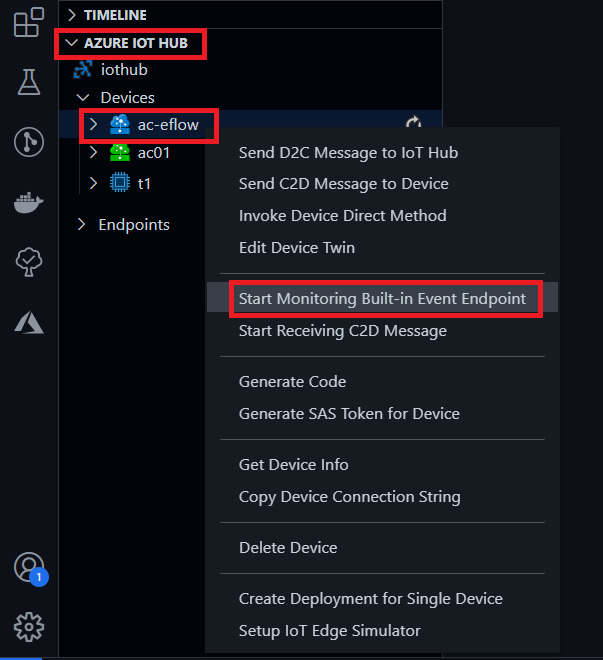 TIMELINE
AZURE IOT HUB
iothub
Devices
ac-eflow
ac01
t1
Endpoints
Send D2C Message to IoT Hub
Send C2D Message to Device
Invoke Device Direct Method
Edit Device Twin
Start Monitoring Built-in Event Endpoint
Start Receiving C2D Message
Generate Code
Generate SAS Token for Device
Get Device Info
Copy Device Connection String
Delete Device
Create Deployment for Single Device
Setup IoT Edge Simulator
1